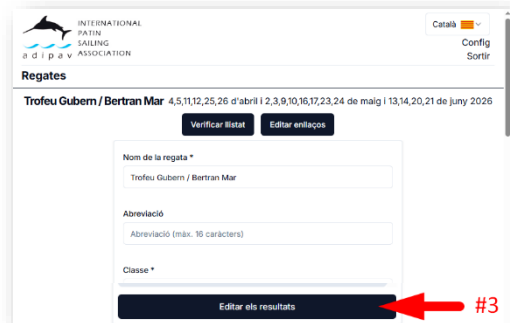 INTERNATIONAL
PATIN
SAILING
ASSOCIATION
adipav
Català
Config
Sortir
Regates
Trofeu Gubern / Bertran Mar 4,5,11,12,25,26 d'abril i 2,3,9,10,16,17,23,24 de maig i 13,14,20,21 de juny 2026
Verificar llistat Editar enllaços
Nom de la regata *
Trofeu Gubern / Bertran Mar
Abreviació
Abreviació (máx. 16 caràcters)
Classe *
Editar els resultats #3